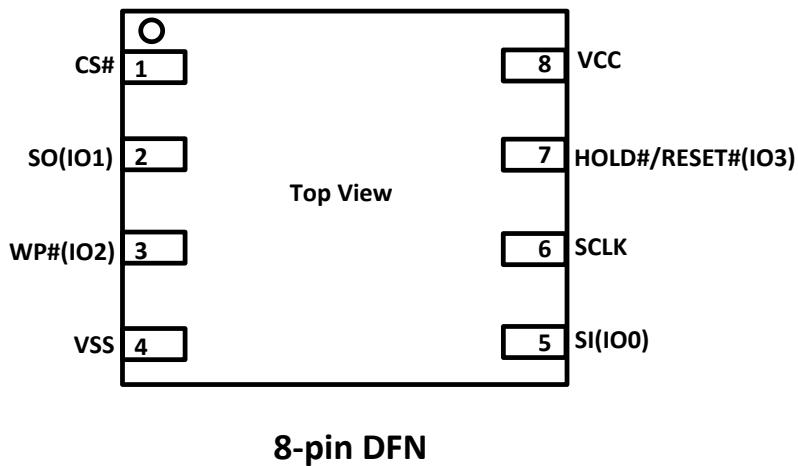 CS# 1 8 VCC
SO(IO1) 2 7 HOLD#/RESET#(IO3)
Top View
WP#(IO2) 3 6 SCLK
VSS 4 5 SI(IO0)
8-pin DFN